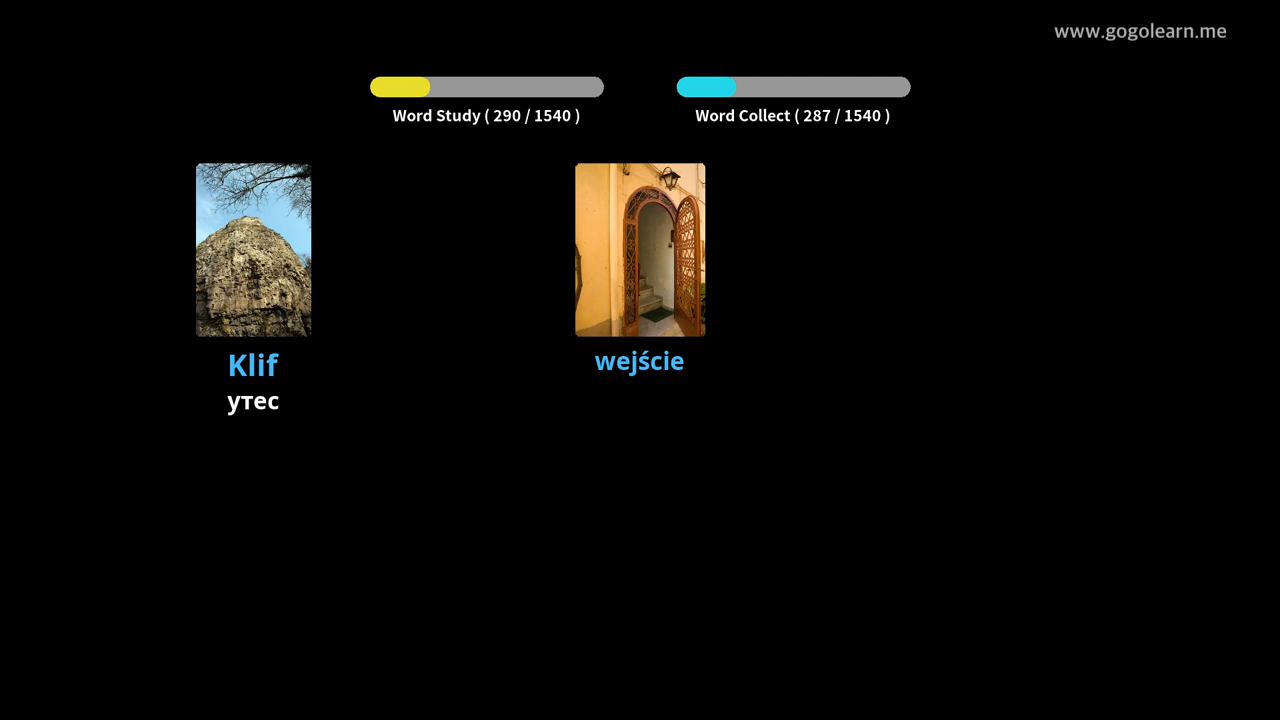 www.gogolearn.me
Word Study ( 290 / 1540 )
Word Collect ( 287 / 1540 )
Klif
утес
wejście